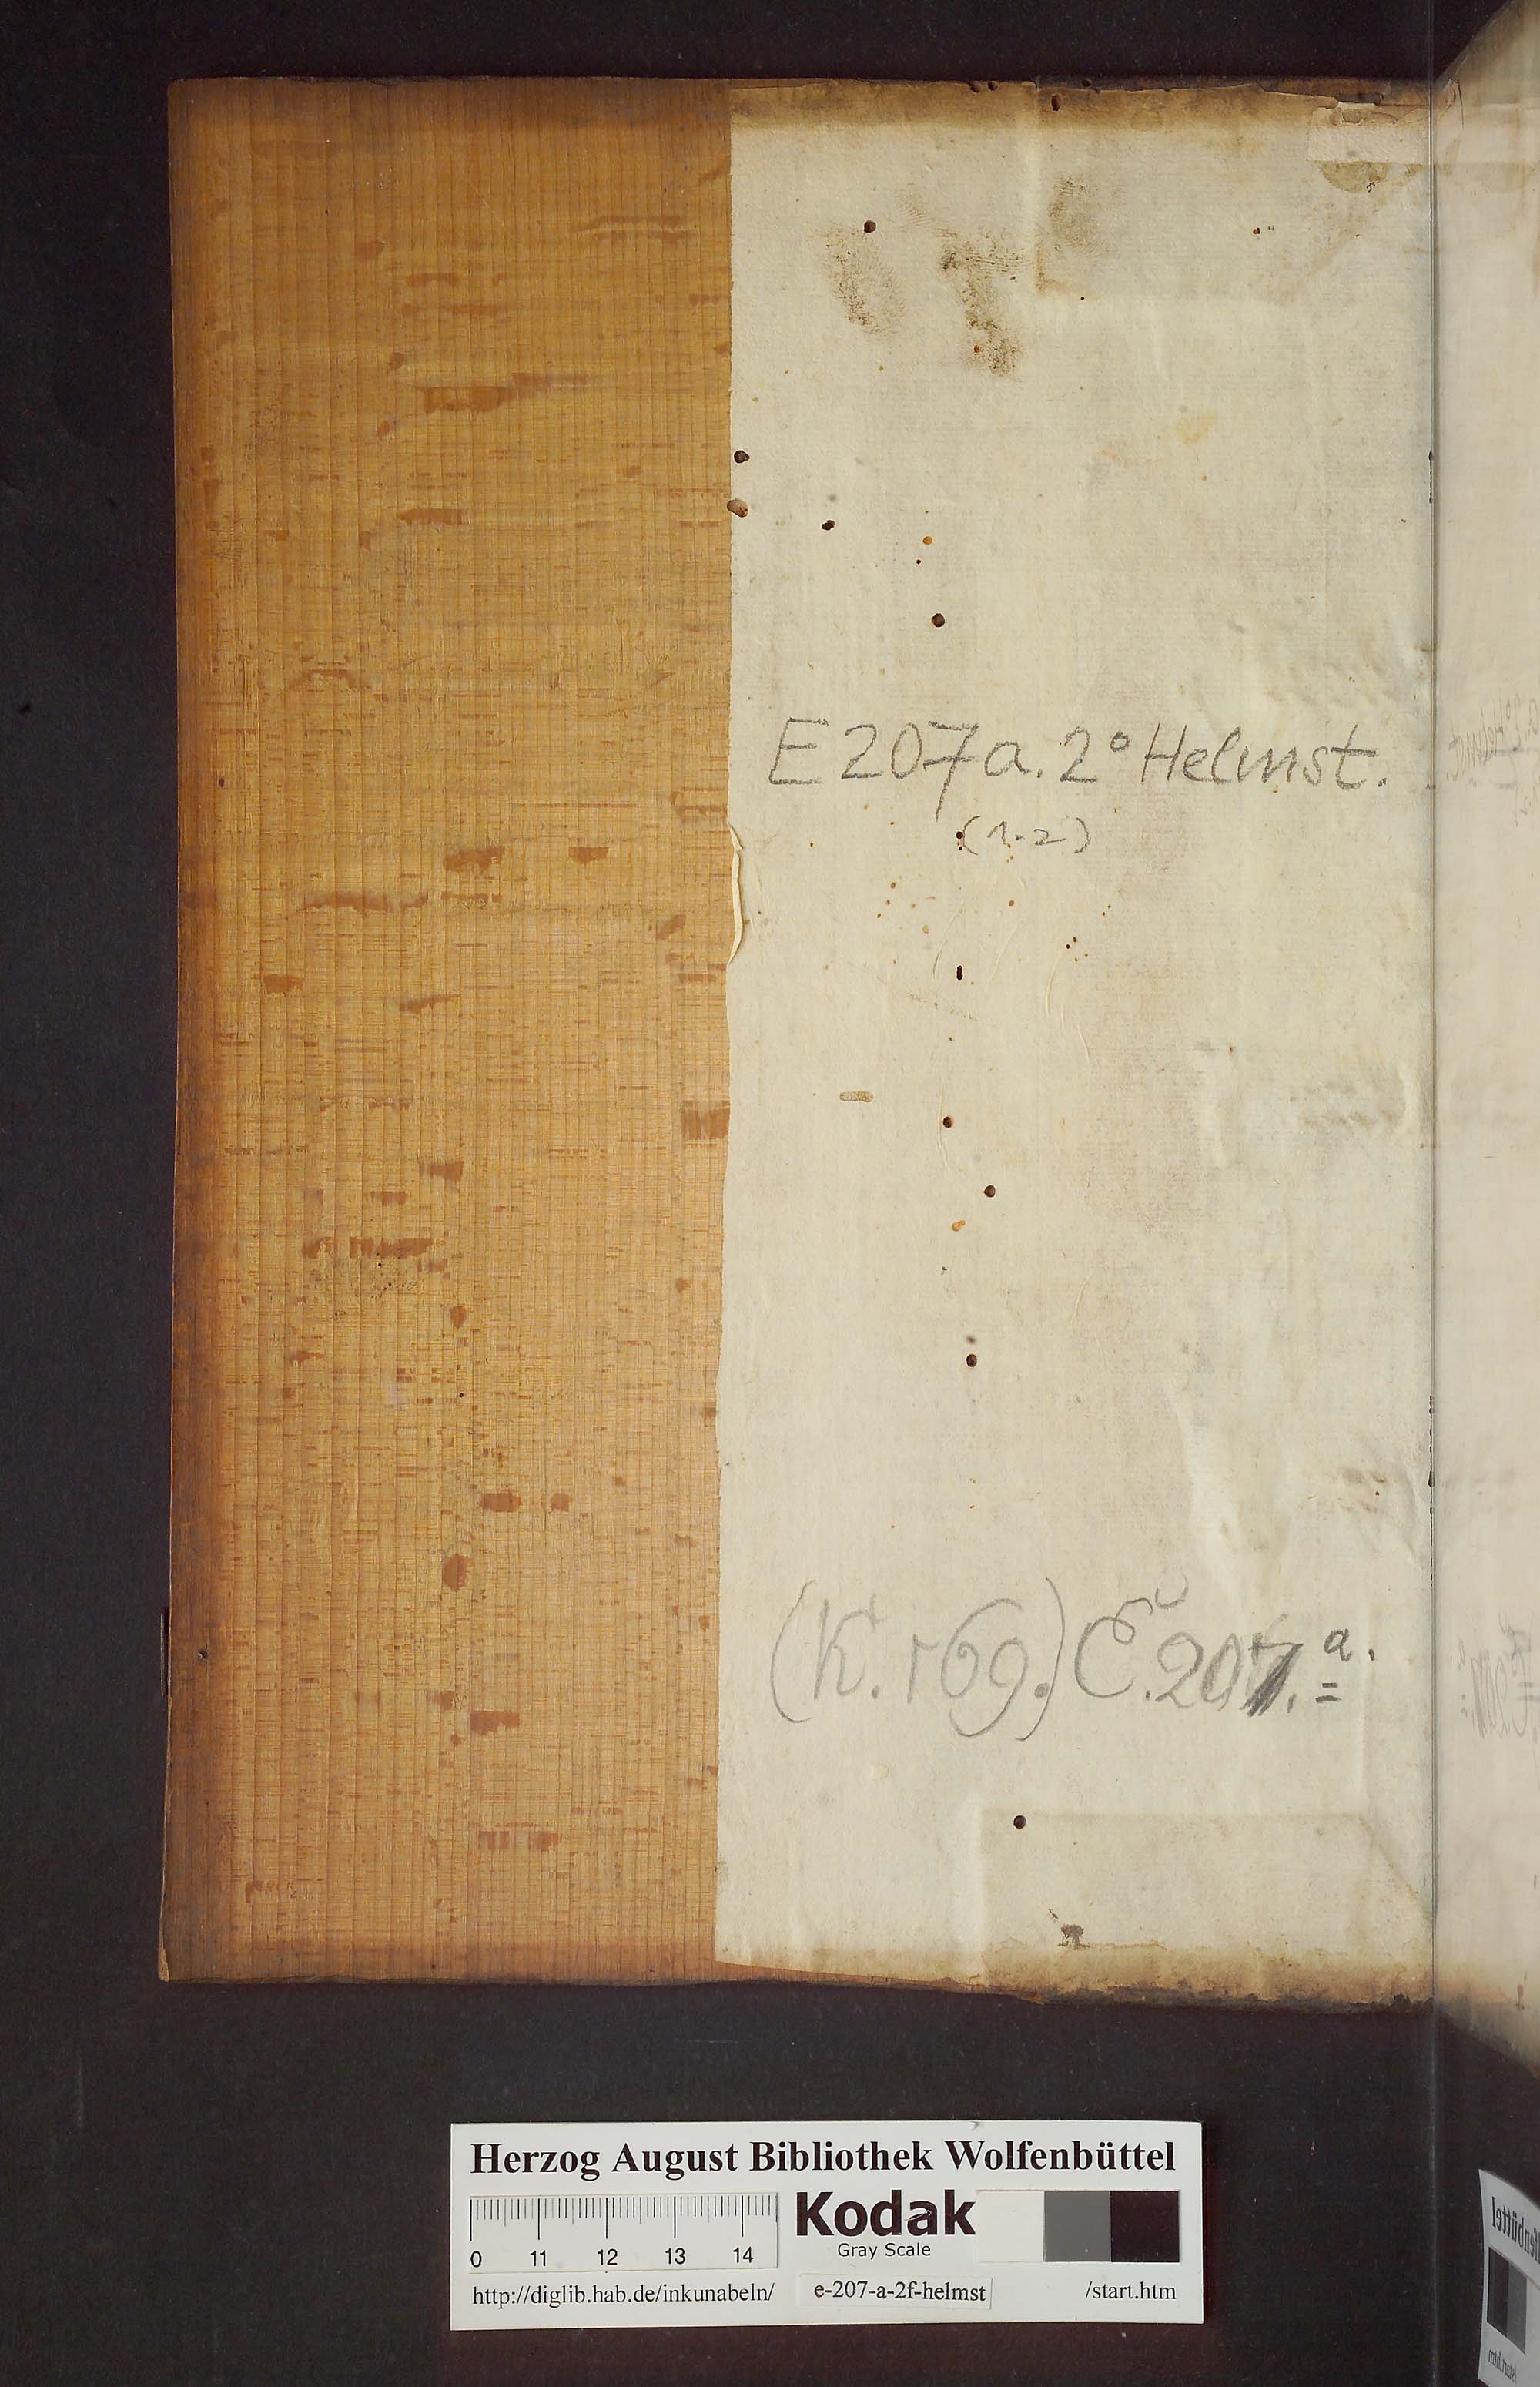 E 207 a. 2° Helmst.
(1-2)
(K. 169.) E. 207. a.
Herzog August Bibliothek Wolfenbüttel
0 11 12 13 14
Kodak
Gray Scale
http://diglib.hab.de/inkunabeln/ e-207-a-2f-helmst /start.htm